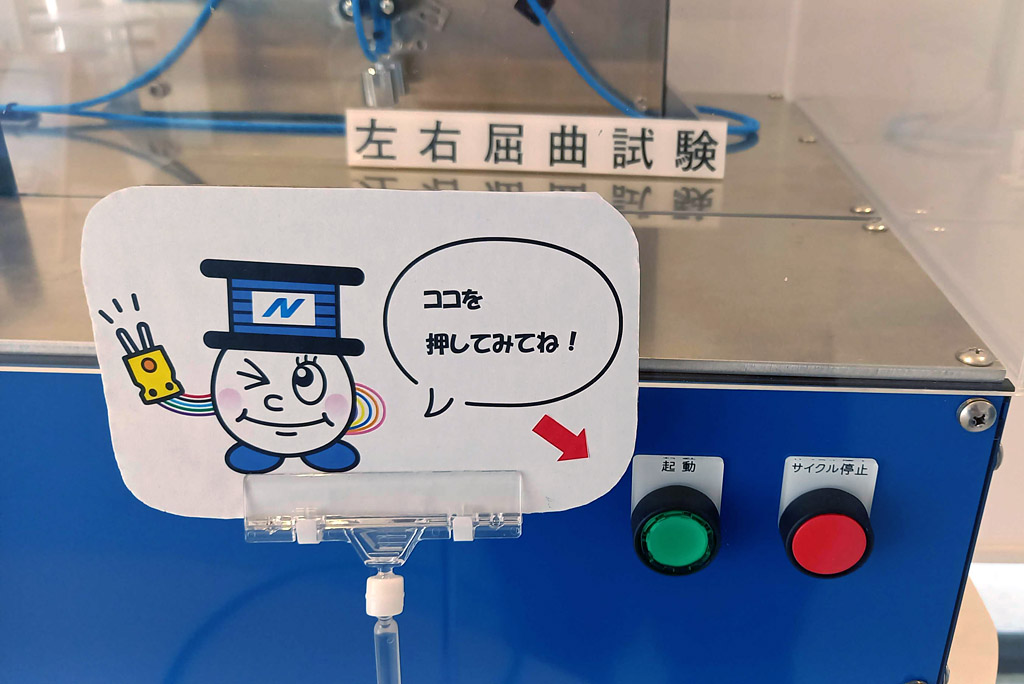 左右屈曲試験
N
ココを
押してみてね！
起動
サイクル停止